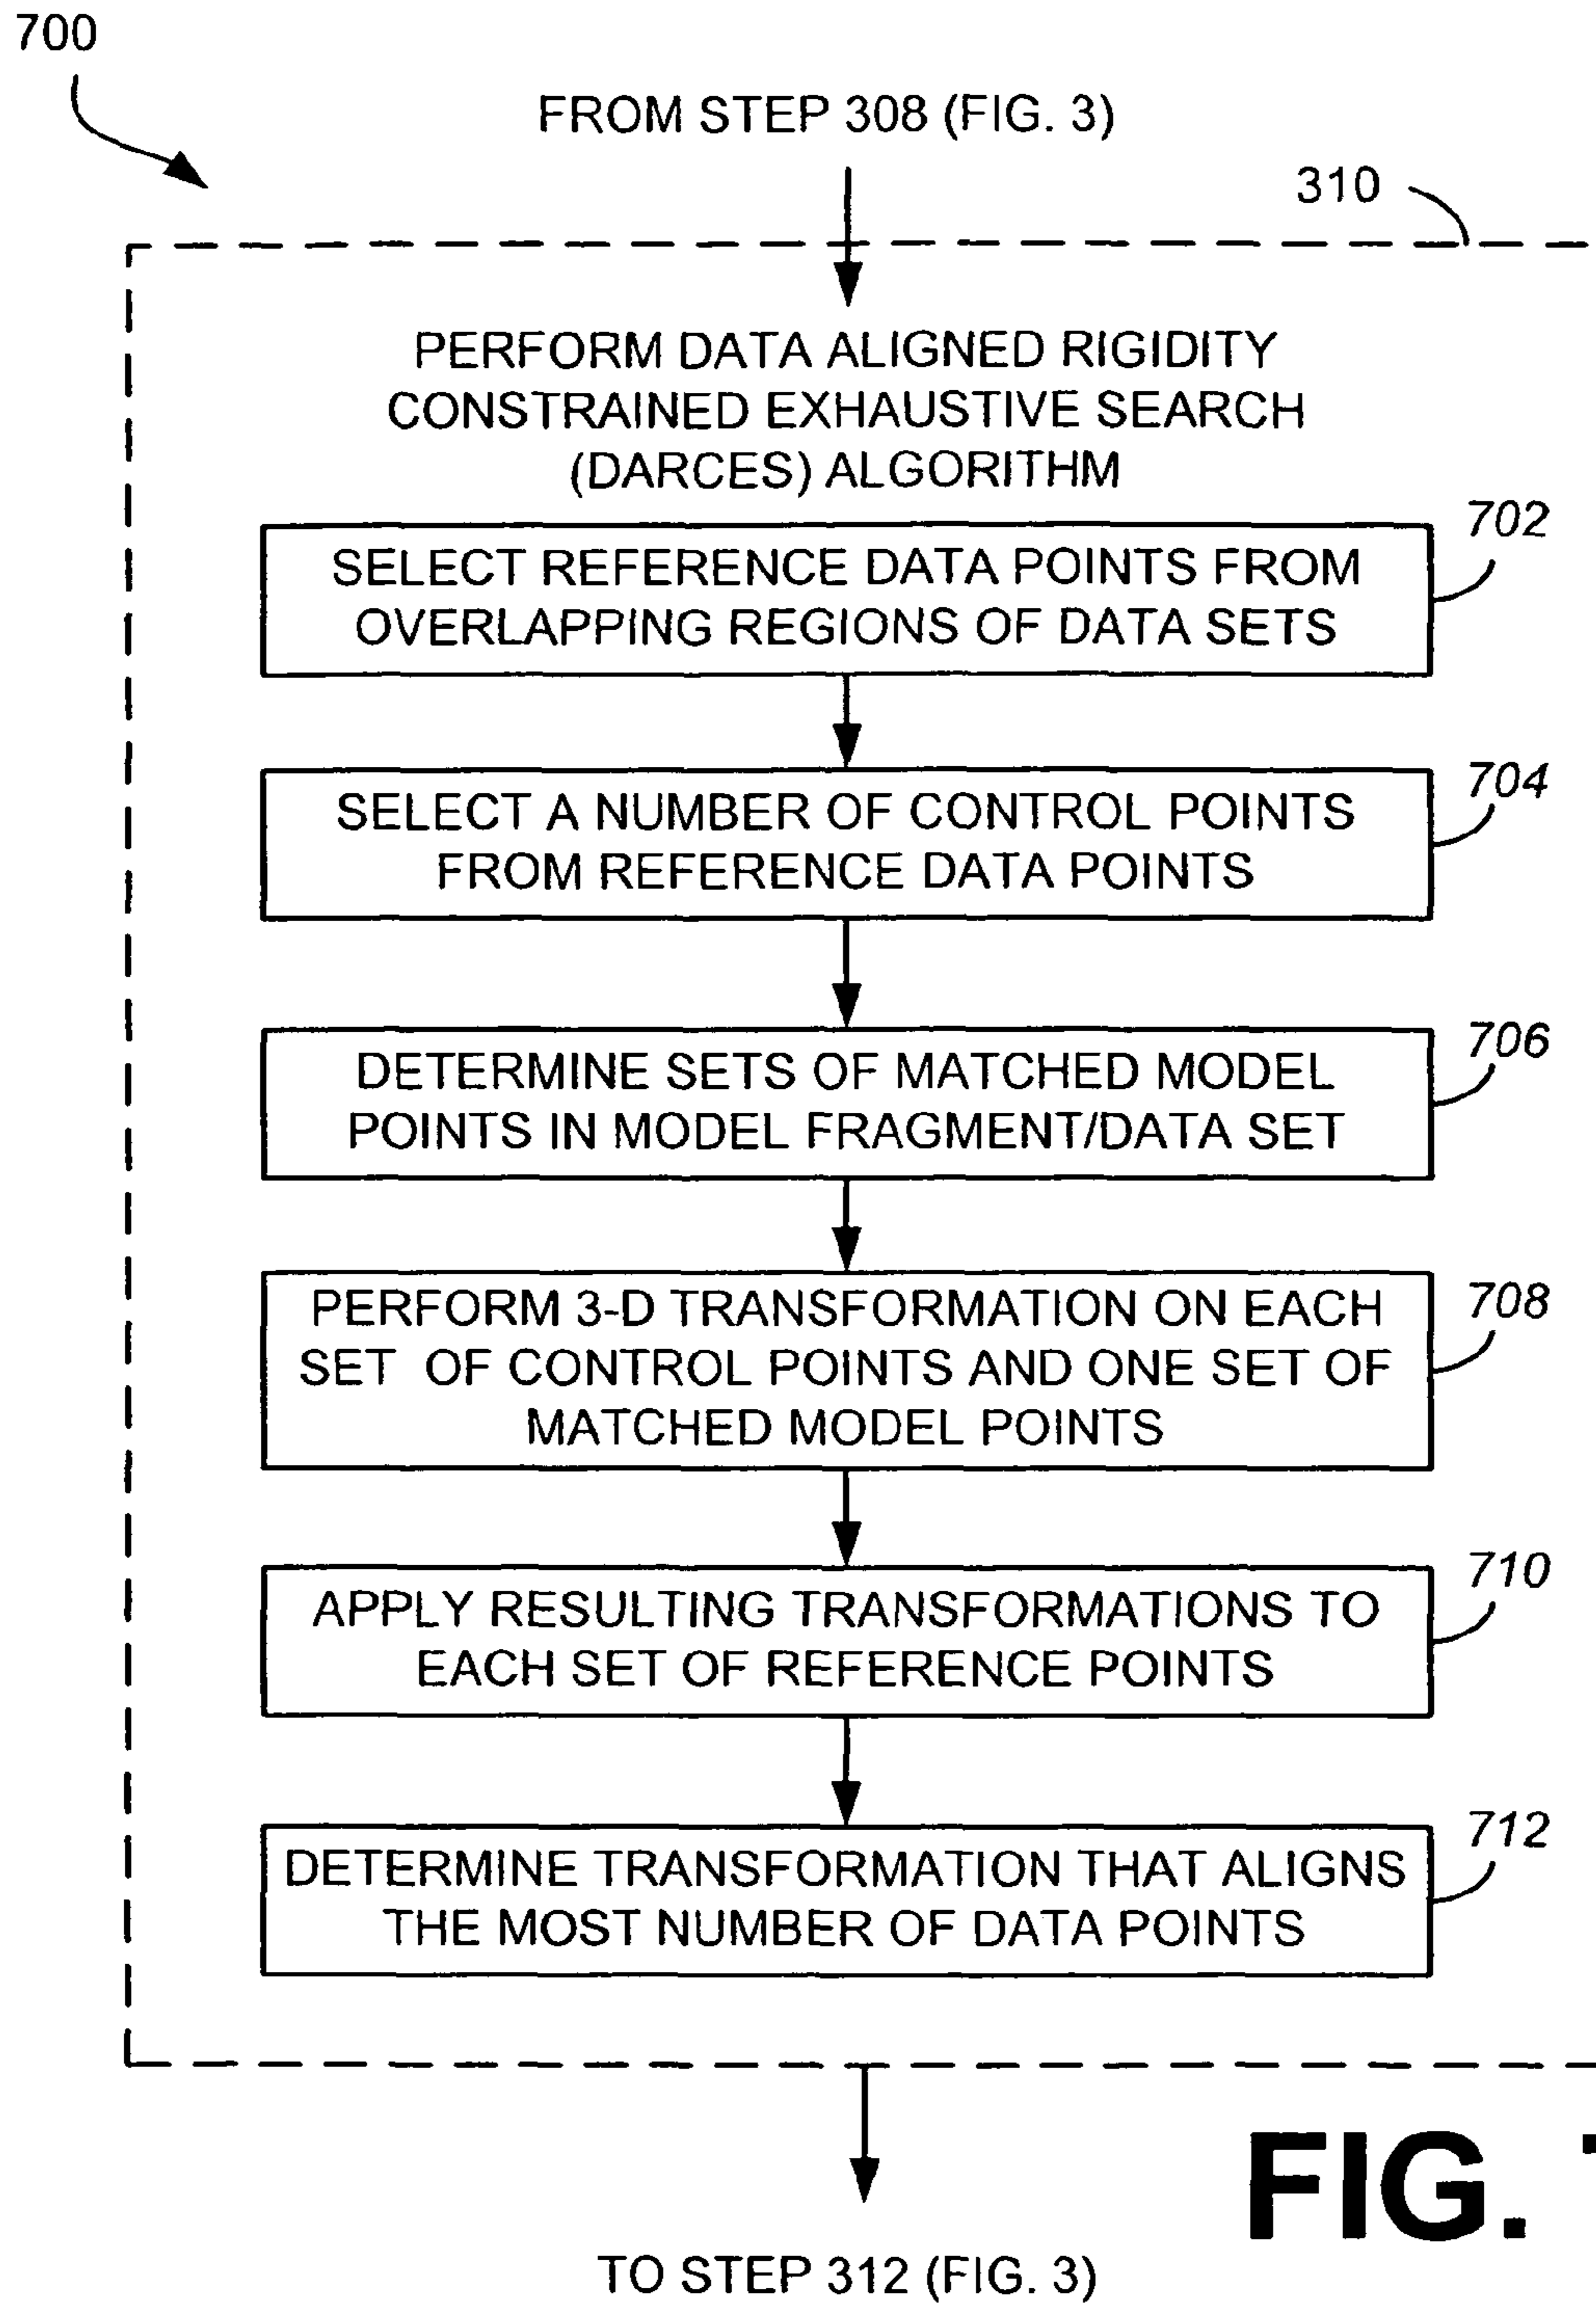 700
FROM STEP 308 (FIG. 3)
310
PERFORM DATA ALIGNED RIGIDITY
CONSTRAINED EXHAUSTIVE SEARCH
(DARCES) ALGORITHM
702
SELECT REFERENCE DATA POINTS FROM
OVERLAPPING REGIONS OF DATA SETS
704
SELECT A NUMBER OF CONTROL POINTS
FROM REFERENCE DATA POINTS
706
DETERMINE SETS OF MATCHED MODEL
POINTS IN MODEL FRAGMENT/DATA SET
708
PERFORM 3-D TRANSFORMATION ON EACH
SET OF CONTROL POINTS AND ONE SET OF
MATCHED MODEL POINTS
710
APPLY RESULTING TRANSFORMATIONS TO
EACH SET OF REFERENCE POINTS
712
DETERMINE TRANSFORMATION THAT ALIGNS
THE MOST NUMBER OF DATA POINTS
FIG.
TO STEP 312 (FIG. 3)